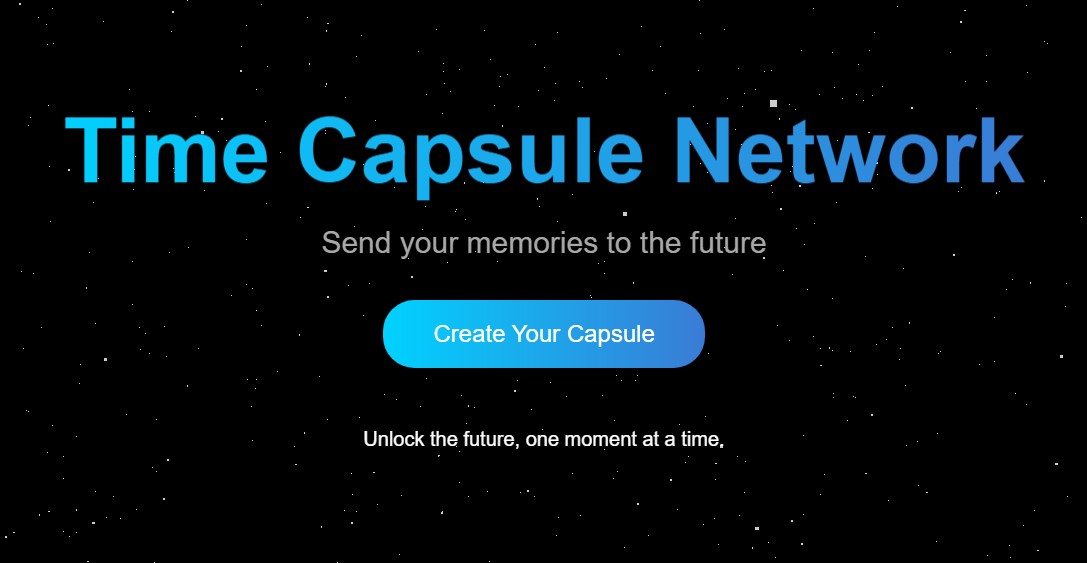 Time Capsule Network
Send your memories to the future
Create Your Capsule
Unlock the future, one moment at a time.